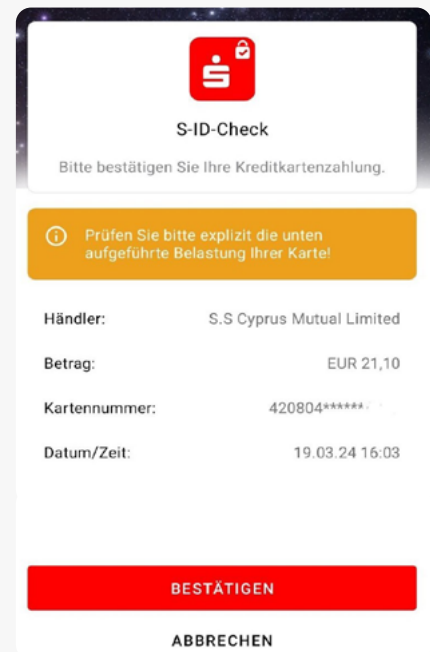 S-ID-Check
Bitte bestätigen Sie Ihre Kreditkartenzahlung.
Prüfen Sie bitte explizit die unten
aufgeführte Belastung Ihrer Karte!
Händler: S.S Cyprus Mutual Limited
Betrag: EUR 21,10
Kartennummer: 420804******
Datum/Zeit: 19.03.24 16:03
BESTÄTIGEN
ABBRECHEN